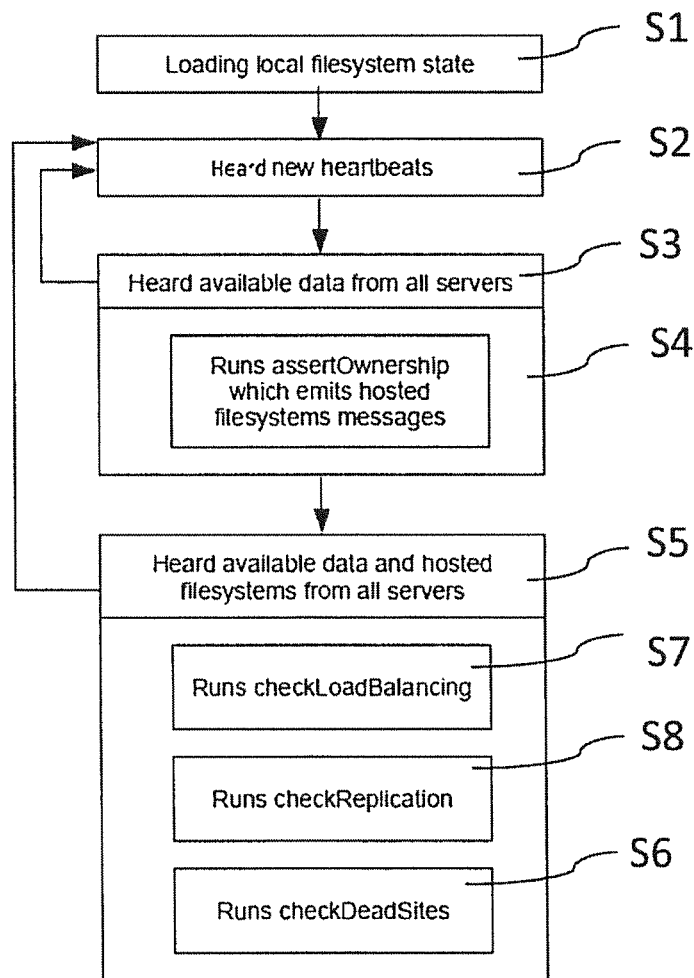 S1
Loading local filesystem state
S2
Heard new heartbeats
S3
Heard available data from all servers
S4
Runs assertOwnership
which emits hosted
filesystems messages
S5
Heard available data and hosted
filesystems from all servers
S7
Runs checkLoadBalancing
S8
Runs checkReplication
S6
Runs checkDeadSites